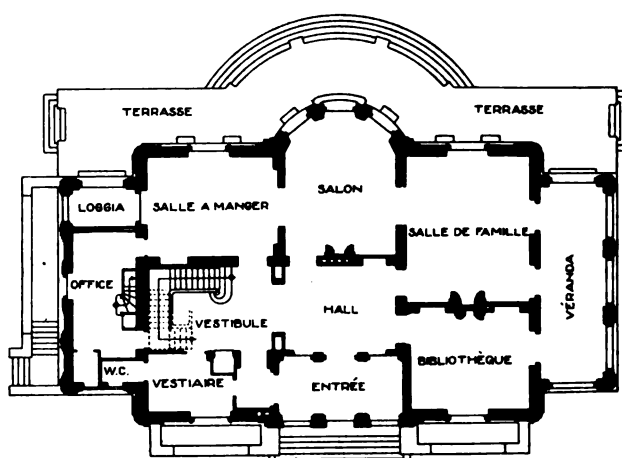 TERRASSE
TERRASSE
SALON
LOGGIA
SALLE A MANGER
SALLE DE FAMILLE
OFFICE
VÉRANDA
VESTIBULE
HALL
W.C.
VESTIAIRE
ENTRÉE
BIBLIOTHÈQUE